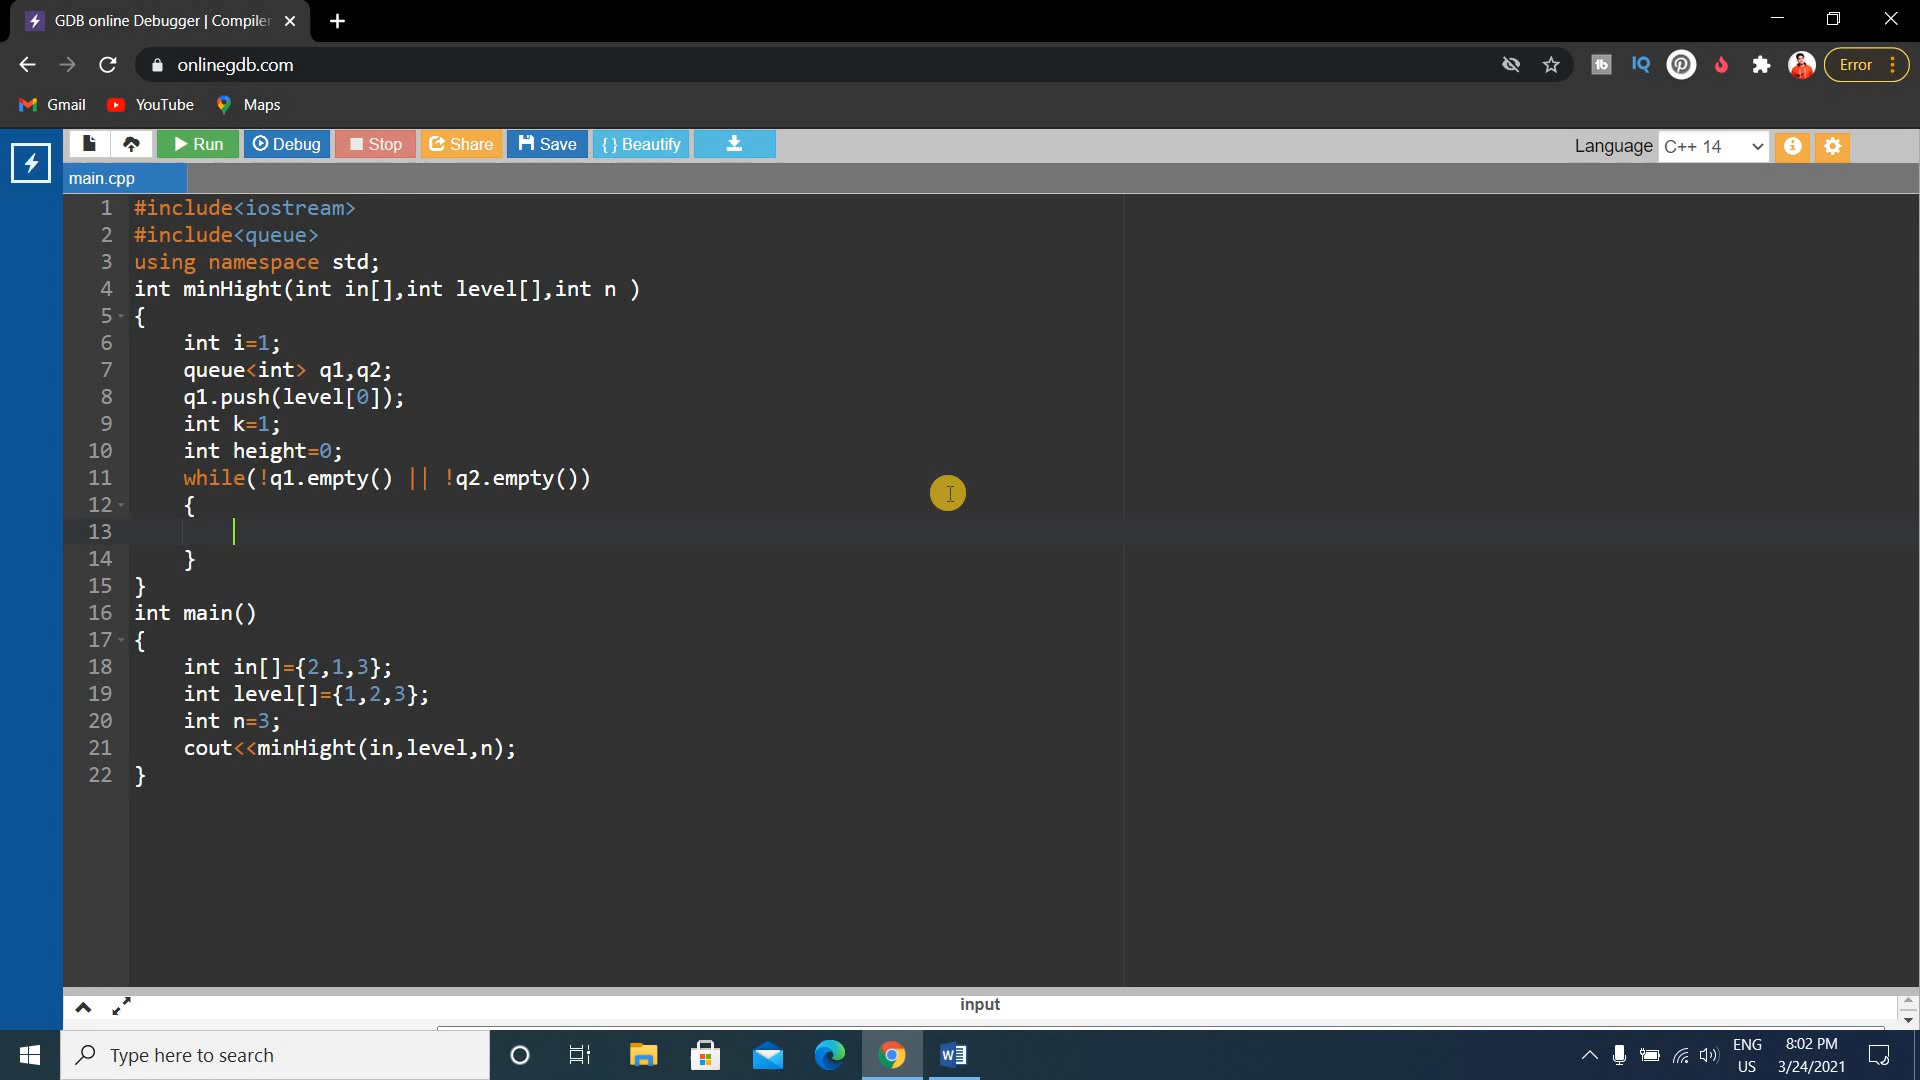 GDB online Debugger | Compiler
onlinegdb.com
Error
Gmail YouTube Maps
Run Debug Stop Share Save { } Beautify
Language C++ 14
main.cpp
1 #include<iostream>
2 #include<queue>
3 using namespace std;
4 int minHight(int in[],int level[],int n )
5 {
6 int i=1;
7 queue<int> q1,q2;
8 q1.push(level[0]);
9 int k=1;
10 int height=0;
11 while(!q1.empty() || !q2.empty())
12 {
13
14 }
15 }
16 int main()
17 {
18 int in[]={2,1,3};
19 int level[]={1,2,3};
20 int n=3;
21 cout<<minHight(in,level,n);
22 }
input
Type here to search
ENG
US
8:02 PM
3/24/2021